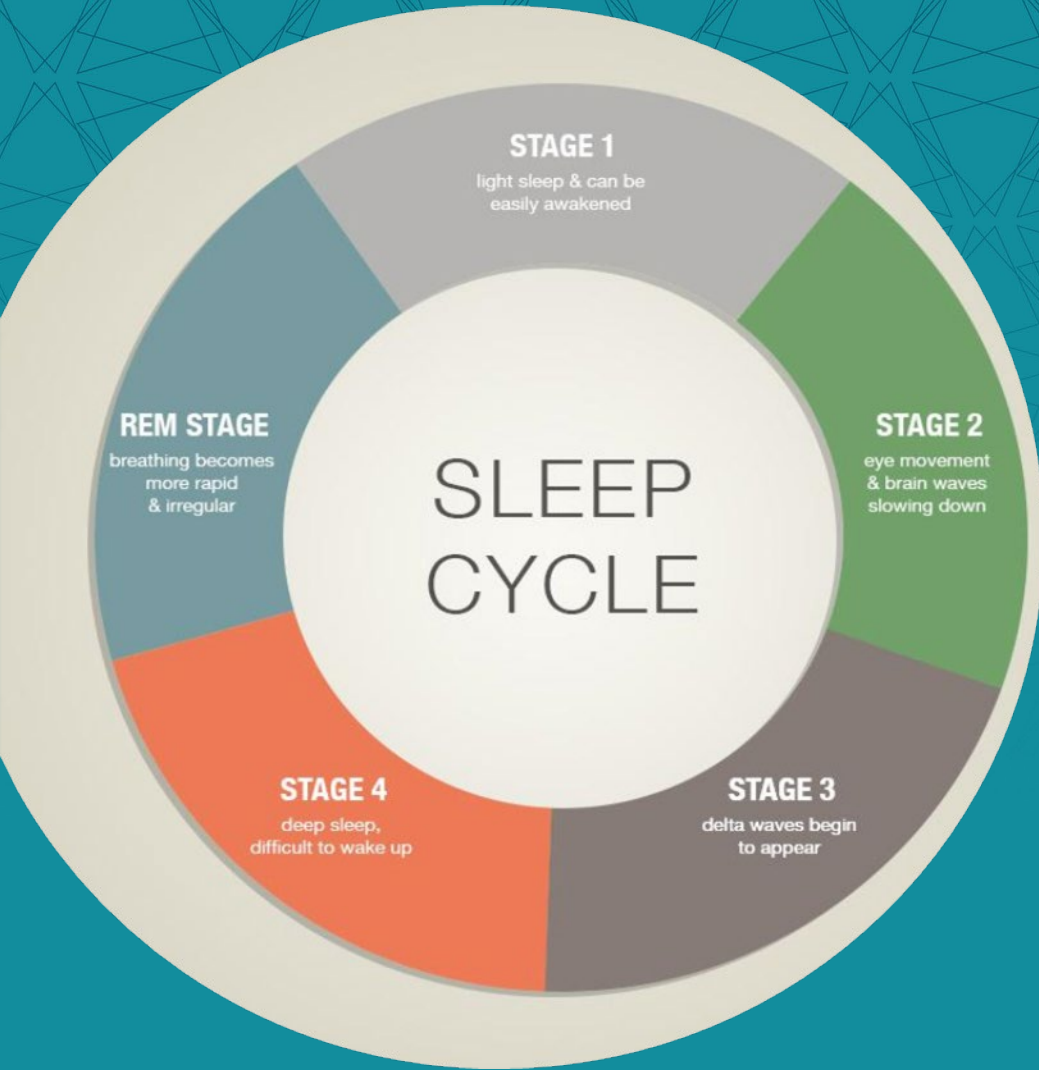 STAGE 1
light sleep & can be
easily awakened
STAGE 2
eye movement
& brain waves
slowing down
STAGE 3
delta waves begin
to appear
STAGE 4
deep sleep,
difficult to wake up
REM STAGE
breathing becomes
more rapid
& irregular
SLEEP
CYCLE